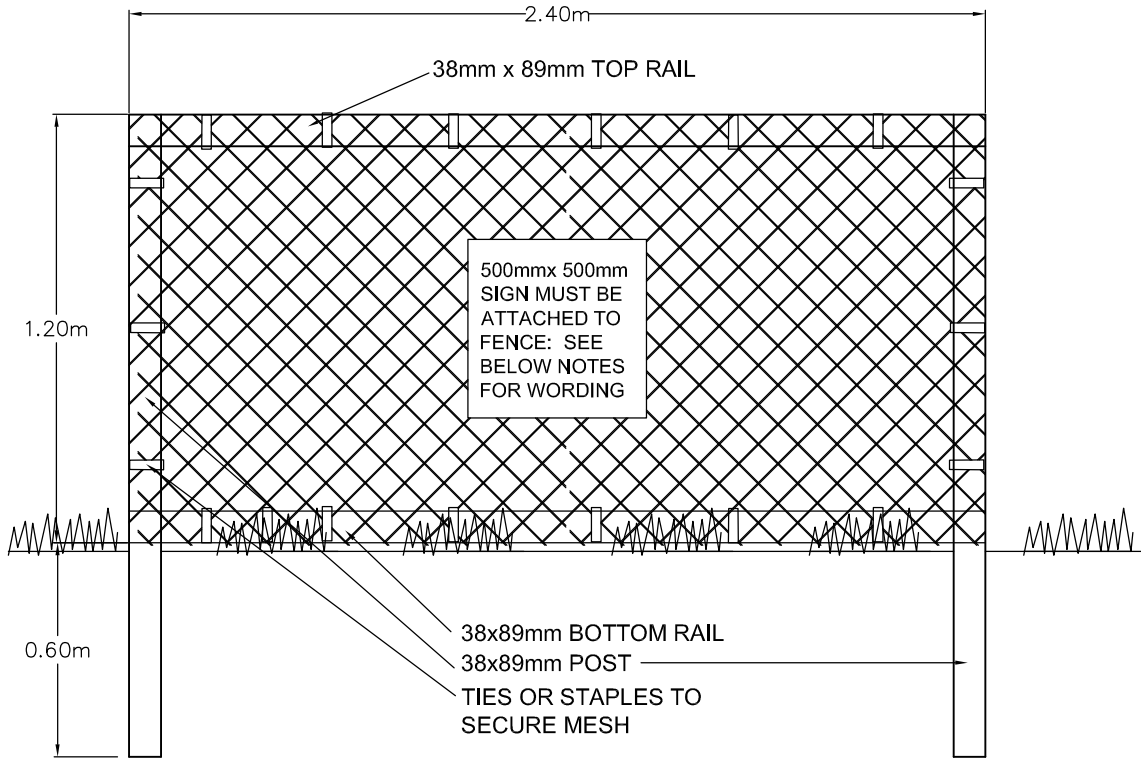 2.40m
38mm x 89mm TOP RAIL
500mmx 500mm
SIGN MUST BE
ATTACHED TO
FENCE: SEE
BELOW NOTES
FOR WORDING
1.20m
0.60m
38x89mm BOTTOM RAIL
38x89mm POST
TIES OR STAPLES TO
SECURE MESH